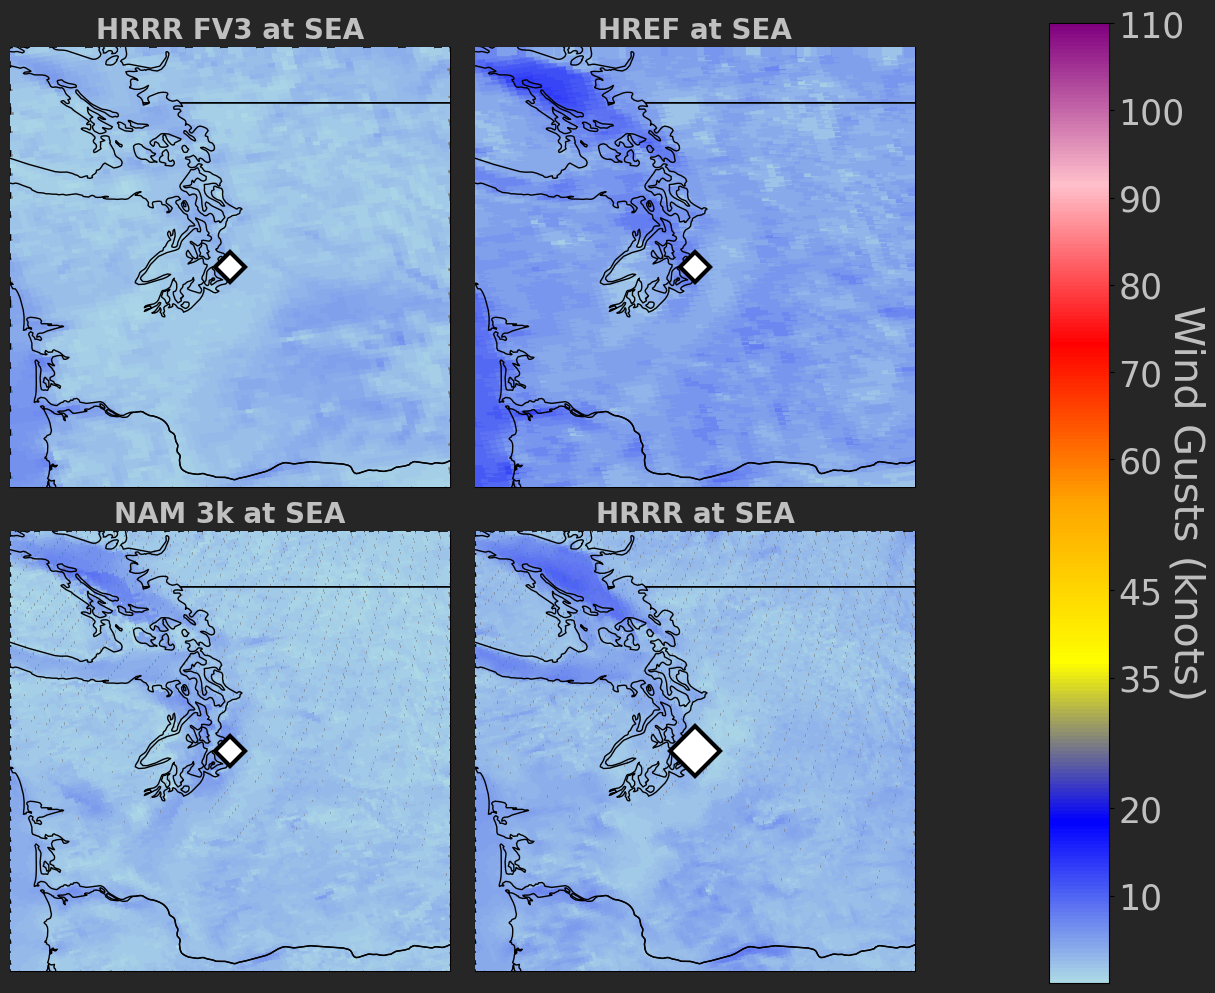 HRRR FV3 at SEA
HREF at SEA
NAM 3k at SEA
HRRR at SEA
110
100
90
80
70
60
45
35
20
10
Wind Gusts (knots)